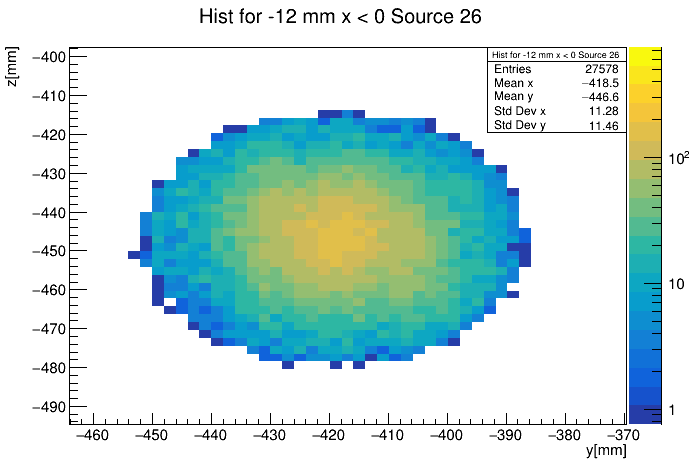 Hist for -12 mm x < 0 Source 26
z[mm]
Hist for -12 mm x < 0 Source 26
Entries 27578
Mean x −418.5
Mean y −446.6
Std Dev x 11.28
Std Dev y 11.46
−400
−410
−420
−430
−440
−450
−460
−470
−480
−490
10²
10
1
−460 −450 −440 −430 −420 −410 −400 −390 −380 −370
y[mm]